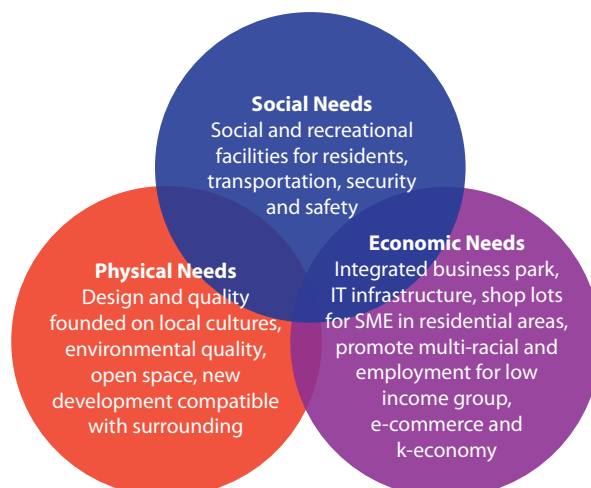 Social Needs
Social and recreational
facilities for residents,
transportation, security
and safety
Physical Needs
Design and quality
founded on local cultures,
environmental quality,
open space, new
development compatible
with surrounding
Economic Needs
Integrated business park,
IT infrastructure, shop lots
for SME in residential areas,
promote multi-racial and
employment for low
income group,
e-commerce and
k-economy